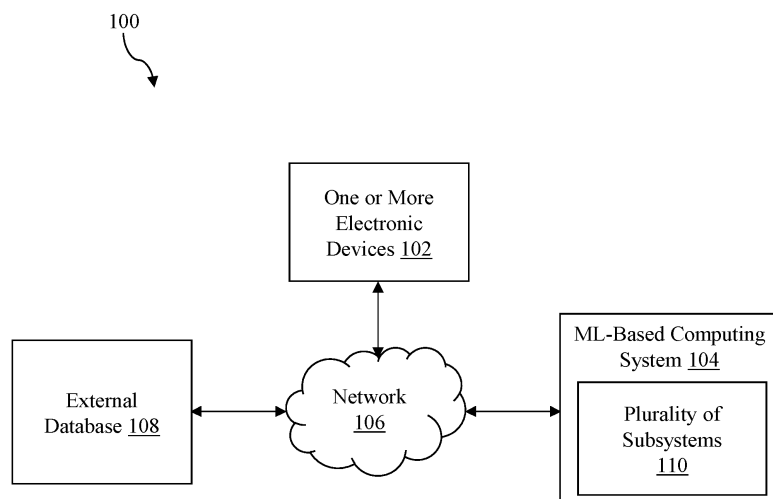 100
One or More
Electronic
Devices 102
ML-Based Computing
System 104
External
Database 108
Network
106
Plurality of
Subsystems
110